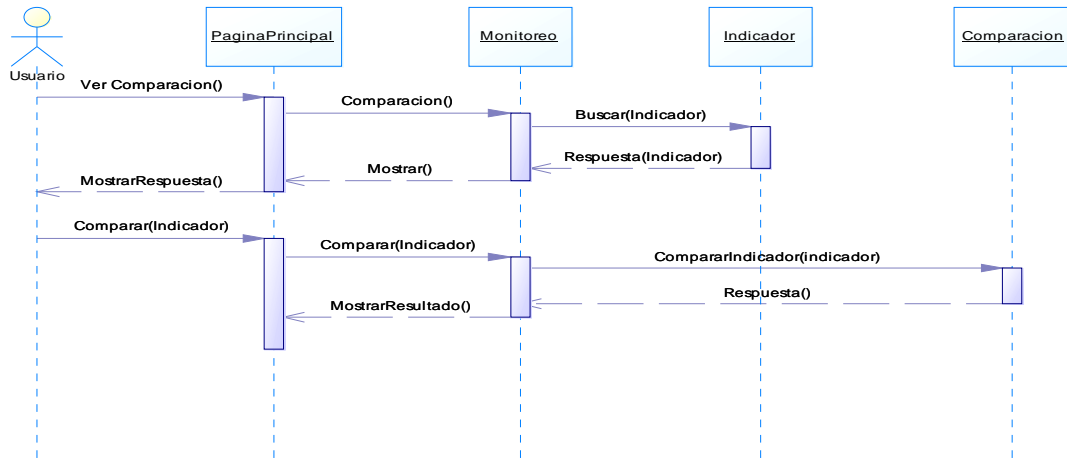 Usuario
PaginaPrincipal
Monitoreo
Indicador
Comparacion
Ver Comparacion()
Comparacion()
Buscar(Indicador)
Respuesta(Indicador)
Mostrar()
MostrarRespuesta()
Comparar(Indicador)
Comparar(Indicador)
CompararIndicador(indicador)
Respuesta()
MostrarResultado()